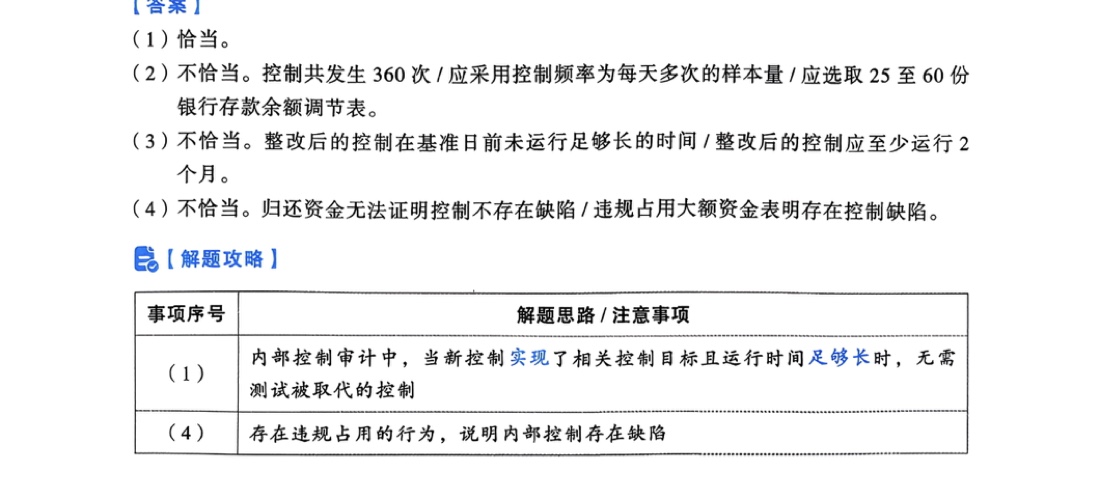 【答案】
（1）恰当。
（2）不恰当。控制共发生 360 次 / 应采用控制频率为每天多次的样本量 / 应选取 25 至 60 份
银行存款余额调节表。
（3）不恰当。整改后的控制在基准日前未运行足够长的时间 / 整改后的控制应至少运行 2
个月。
（4）不恰当。归还资金无法证明控制不存在缺陷 / 违规占用大额资金表明存在控制缺陷。
【解题攻略】
事项序号 解题思路 / 注意事项
（1） 内部控制审计中，当新控制实现了相关控制目标且运行时间足够长时，无需
测试被取代的控制
（4） 存在违规占用的行为，说明内部控制存在缺陷